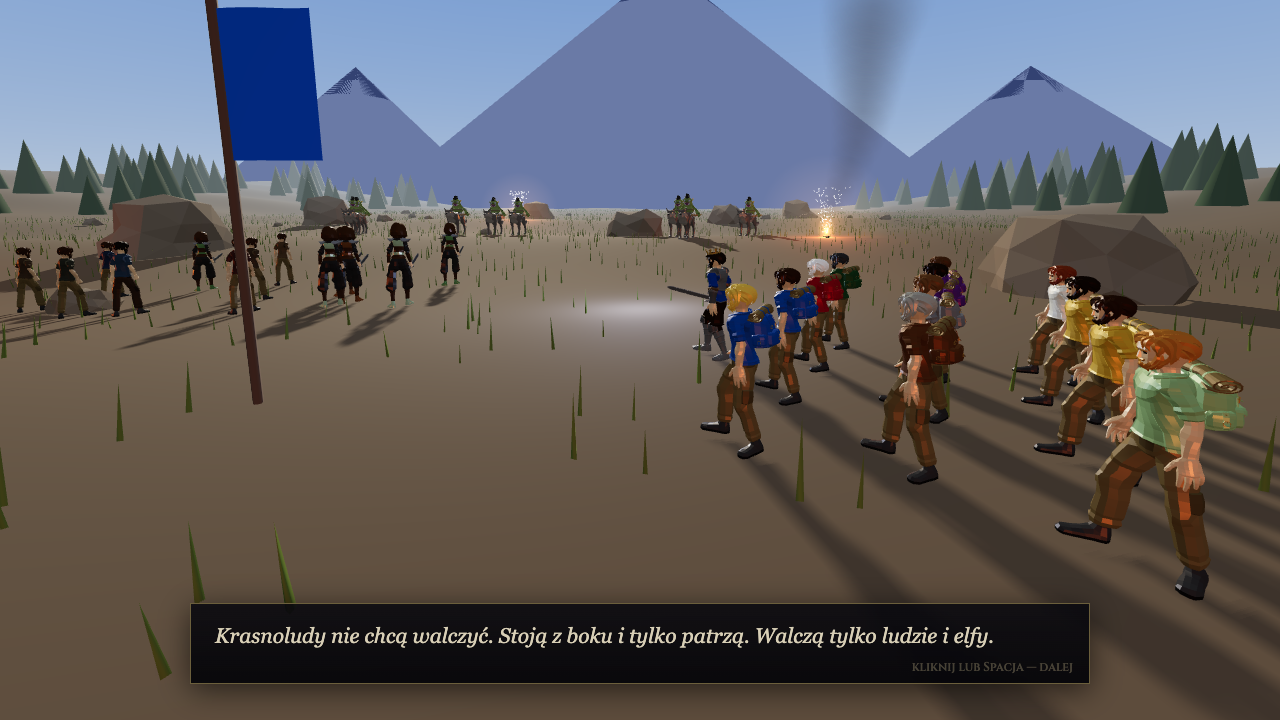 Krasnoludy nie chcą walczyć. Stoją z boku i tylko patrzą. Walczą tylko ludzie i elfy.
KLIKNIJ LUB SPACJA — DALEJ